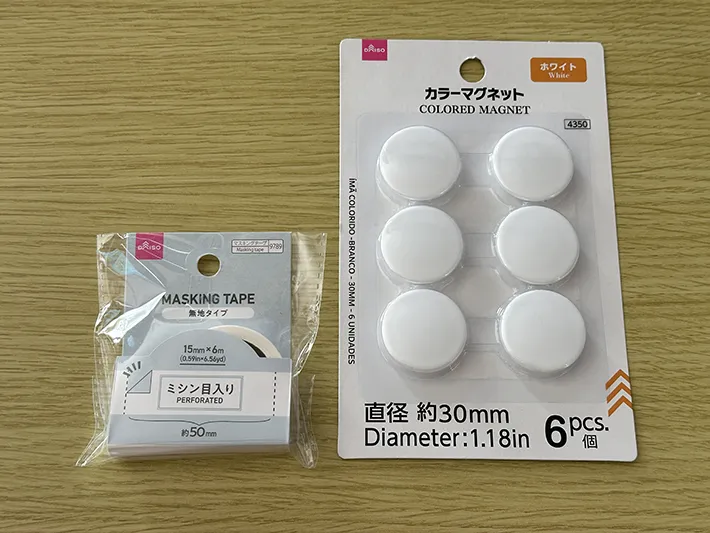 DAISO
マスキングテープ
Masking tape
9789
MASKING TAPE
無地タイプ
15mm×6m
(0.59in×6.56yd)
ミシン目入り
PERFORATED
約50mm
DAISO
ホワイト
White
カラーマグネット
COLORED MAGNET
4350
ÍMÃ COLORIDO -BRANCO - 30MM - 6 UNIDADES
直径 約30mm
Diameter:1.18in
6pcs.
個